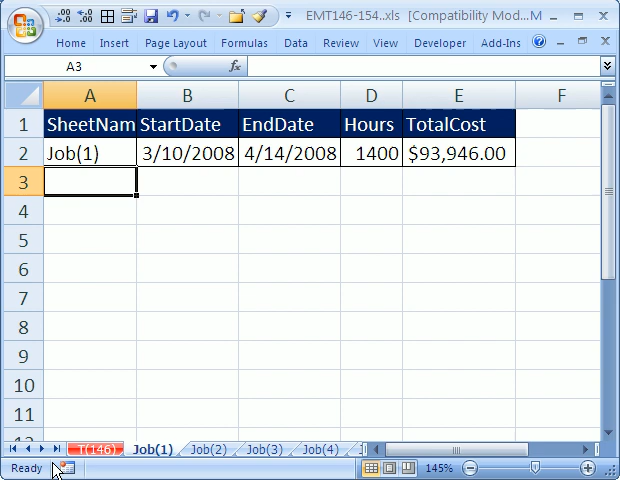 EMT146-154..xls [Compatibility Mod... M
Home Insert Page Layout Formulas Data Review View Developer Add-Ins
A3 fx
A B C D E F
1 SheetNam StartDate EndDate Hours TotalCost
2 Job(1) 3/10/2008 4/14/2008 1400 $93,946.00
3
4
5
6
7
8
9
10
11
T(146) Job(1) Job(2) Job(3) Job(4)
Ready 145%